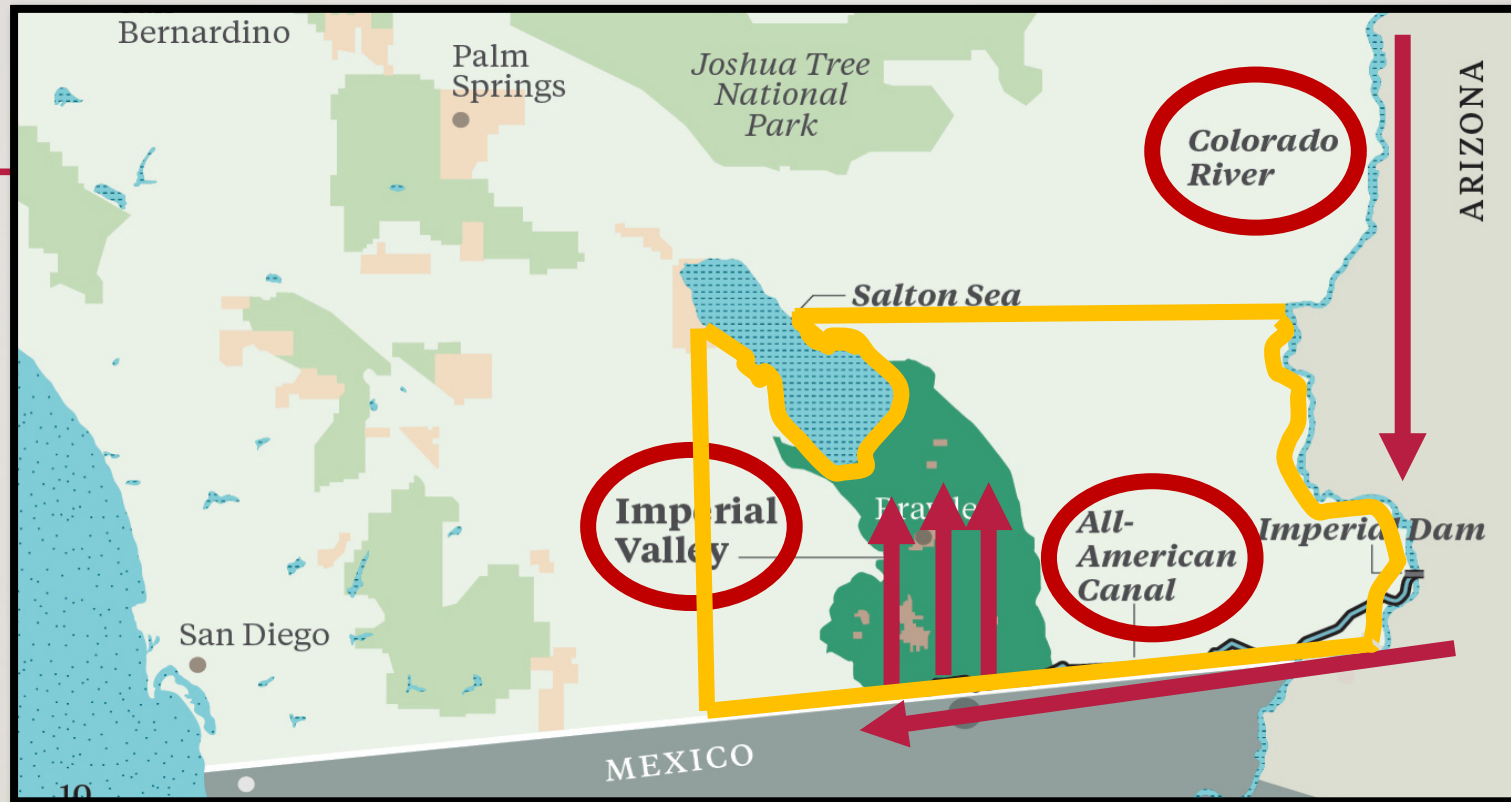 Bernardino
Palm
Springs
Joshua Tree
National
Park
Colorado
River
ARIZONA
Salton Sea
Imperial
Valley
All-
American
Canal
Imperial Dam
San Diego
MEXICO